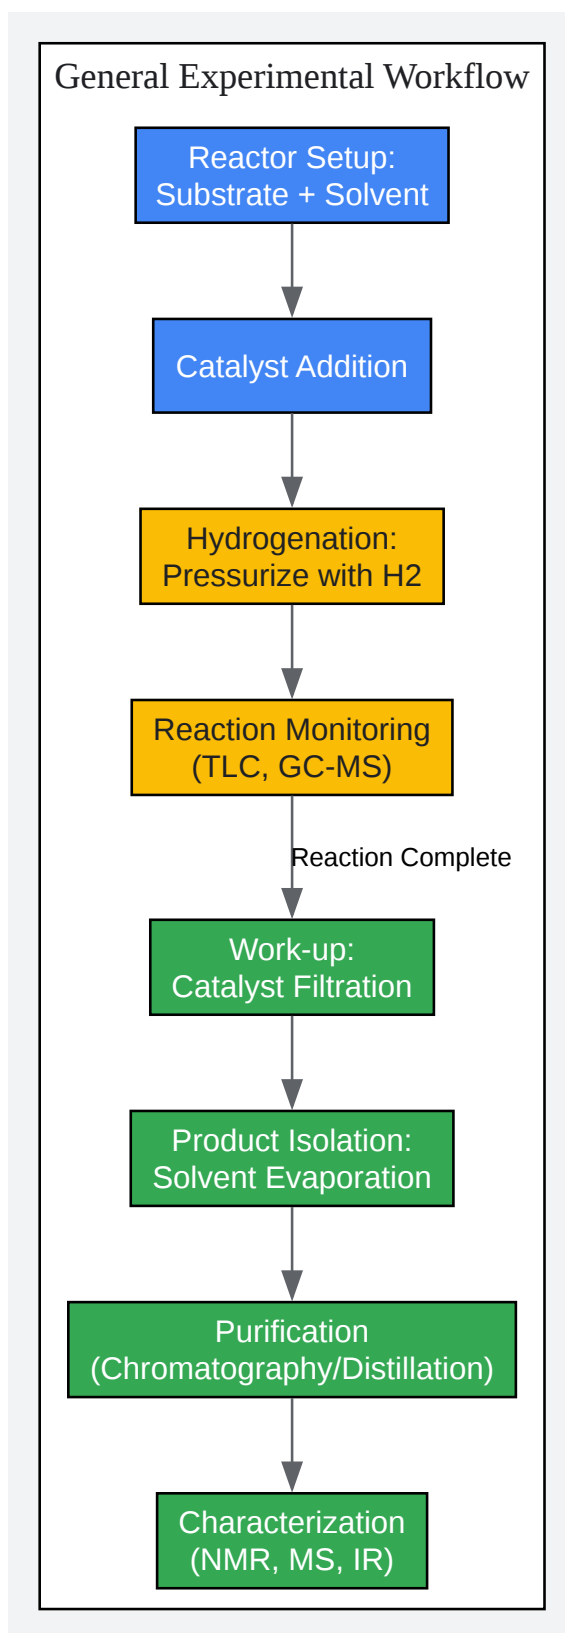 General Experimental Workflow
Reactor Setup:
Substrate + Solvent
Catalyst Addition
Hydrogenation:
Pressurize with H2
Reaction Monitoring
(TLC, GC-MS)
Reaction Complete
Work-up:
Catalyst Filtration
Product Isolation:
Solvent Evaporation
Purification
(Chromatography/Distillation)
Characterization
(NMR, MS, IR)